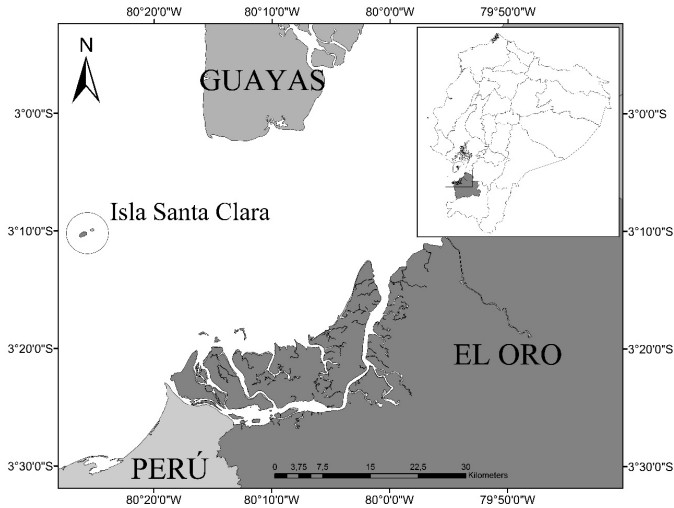 80°20'0"W 80°10'0"W 80°00'0"W 79°50'0"W
N
GUAYAS
3°0'0"S 3°0'0"S
Isla Santa Clara
3°10'0"S 3°10'0"S
3°20'0"S 3°20'0"S
EL ORO
PERÚ
3°30'0"S 3°30'0"S
0 3,75 7,5 15 22,5 30
Kilometers
80°20'0"W 80°10'0"W 80°00'0"W 79°50'0"W